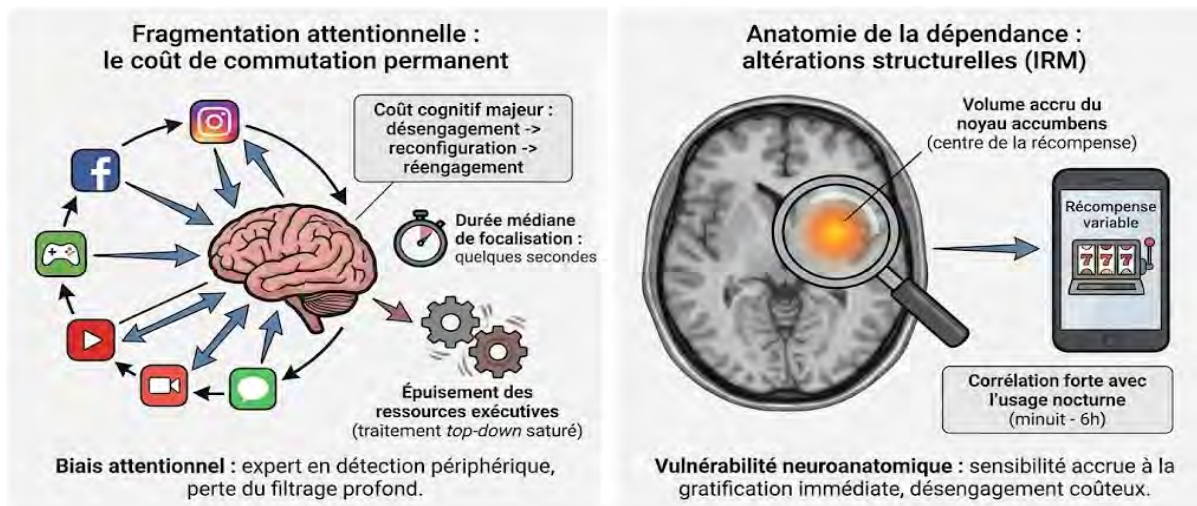 Fragmentation attentionnelle :
le coût de commutation permanent
Coût cognitif majeur :
désengagement ->
reconfiguration ->
réengagement
Durée médiane
de focalisation :
quelques secondes
Épuisement des
ressources exécutives
(traitement top-down saturé)
Biais attentionnel : expert en détection périphérique,
perte du filtrage profond.
Anatomie de la dépendance :
altérations structurelles (IRM)
Volume accru du
noyau accumbens
(centre de la récompense)
Récompense
variable
7 7 7
Corrélation forte avec
l'usage nocturne
(minuit - 6h)
Vulnérabilité neuroanatomique : sensibilité accrue à la
gratification immédiate, désengagement coûteux.